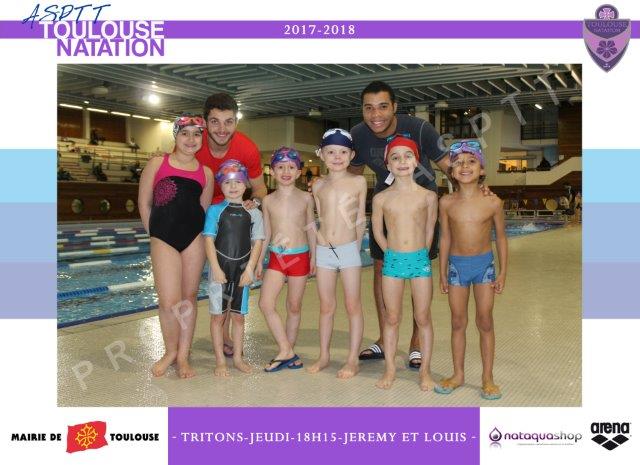 ASPTT
TOULOUSE
NATATION
2017-2018
TOULOUSE
NATATION
PROPRIETE ASPTT
MAIRIE DE TOULOUSE
- TRITONS-JEUDI-18H15-JEREMY ET LOUIS -
nataquashop
arena